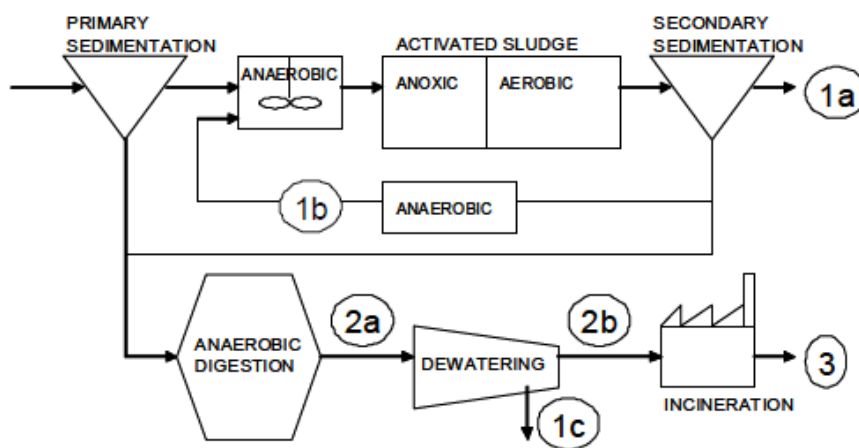 PRIMARY
SEDIMENTATION
SECONDARY
SEDIMENTATION
ACTIVATED SLUDGE
ANAEROBIC
ANOXIC
AEROBIC
1a
1b
ANAEROBIC
ANAEROBIC
DIGESTION
2a
DEWATERING
2b
3
INCINERATION
1c